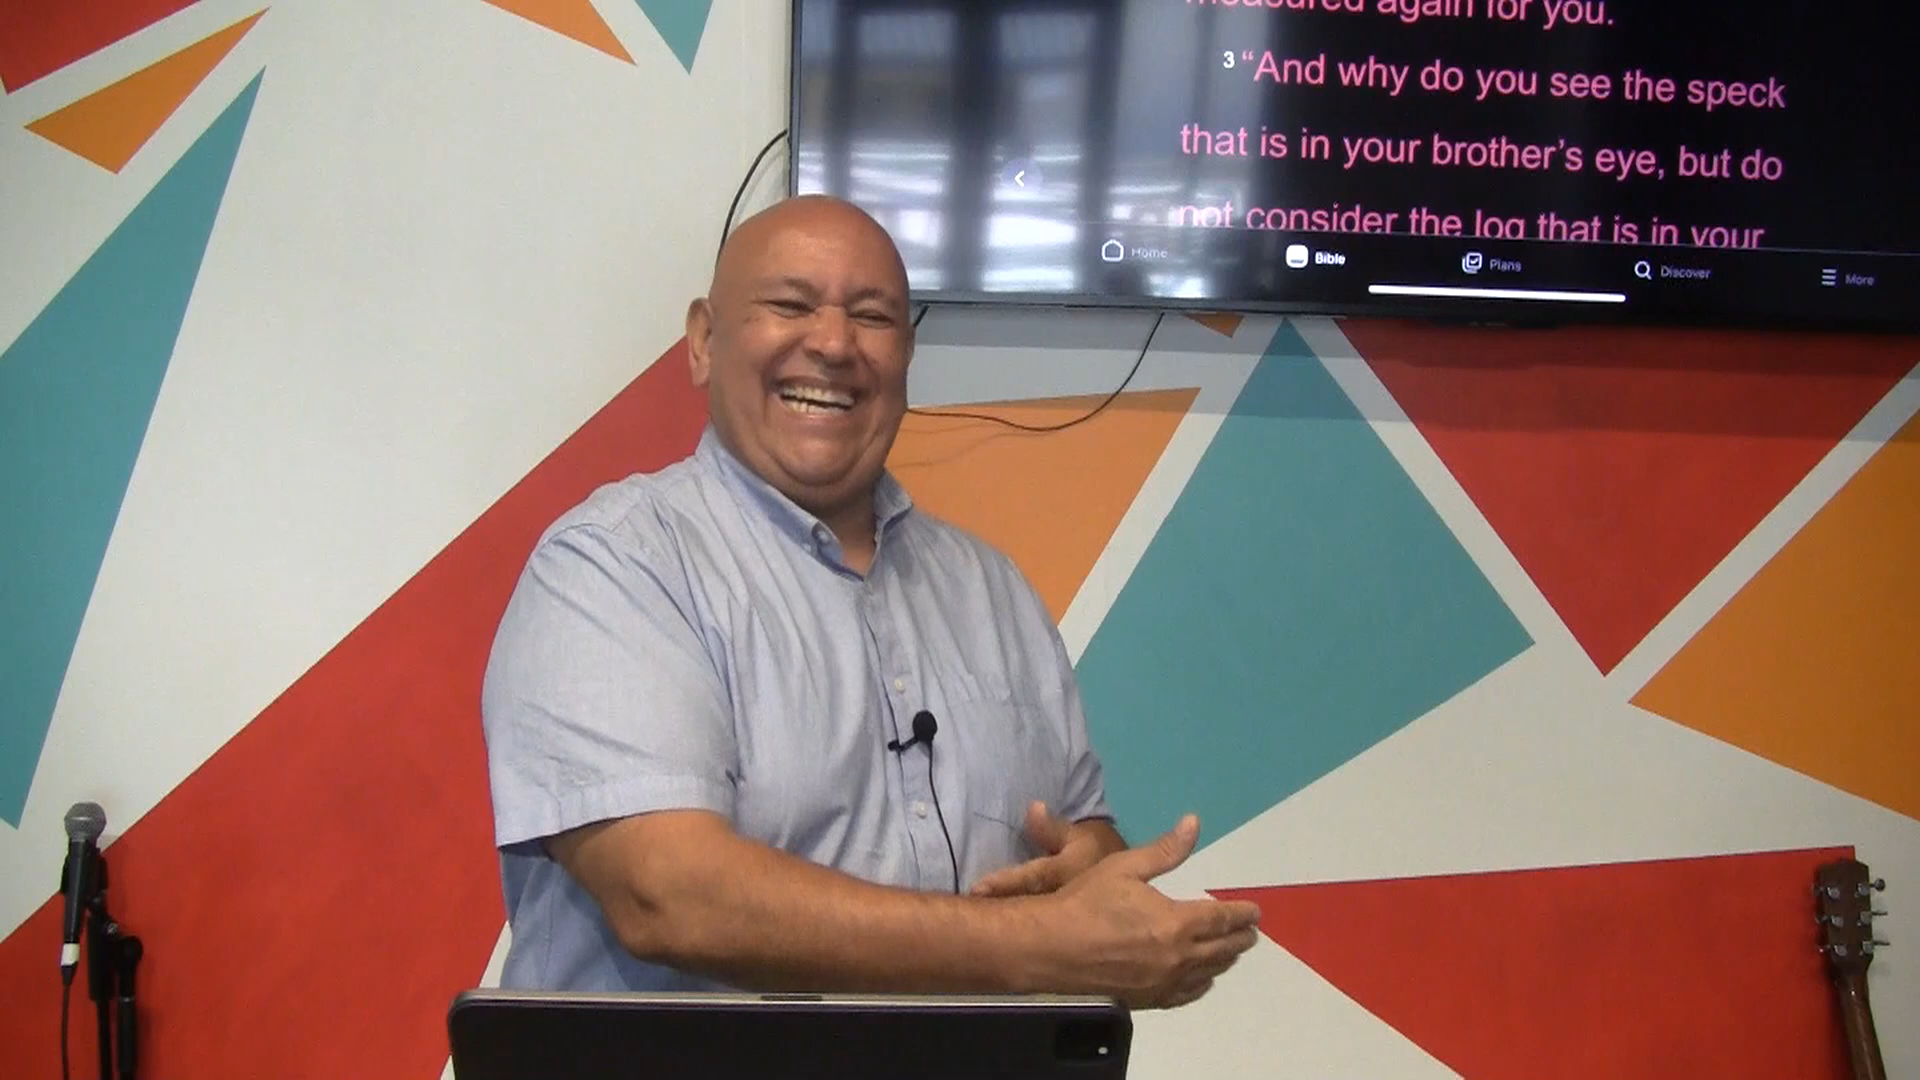 measured again for you.
3 “And why do you see the speck
that is in your brother’s eye, but do
not consider the log that is in your
Home Bible Plans Discover More